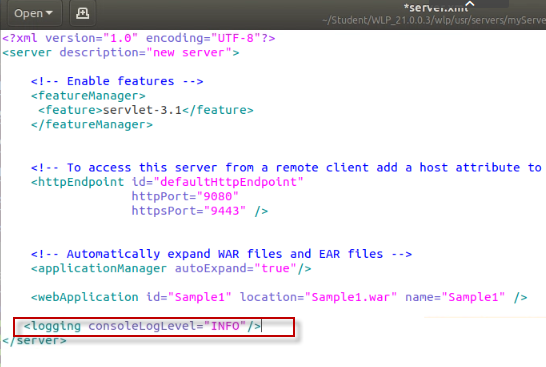 Open
*server.xml
~/Student/WLP_21.0.0.3/wlp/usr/servers/myServe
<?xml version="1.0" encoding="UTF-8"?>
<server description="new server">
<!-- Enable features -->
<featureManager>
<feature>servlet-3.1</feature>
</featureManager>
<!-- To access this server from a remote client add a host attribute to
<httpEndpoint id="defaultHttpEndpoint"
httpPort="9080"
httpsPort="9443" />
<!-- Automatically expand WAR files and EAR files -->
<applicationManager autoExpand="true"/>
<webApplication id="Sample1" location="Sample1.war" name="Sample1" />
<logging consoleLogLevel="INFO"/>
</server>